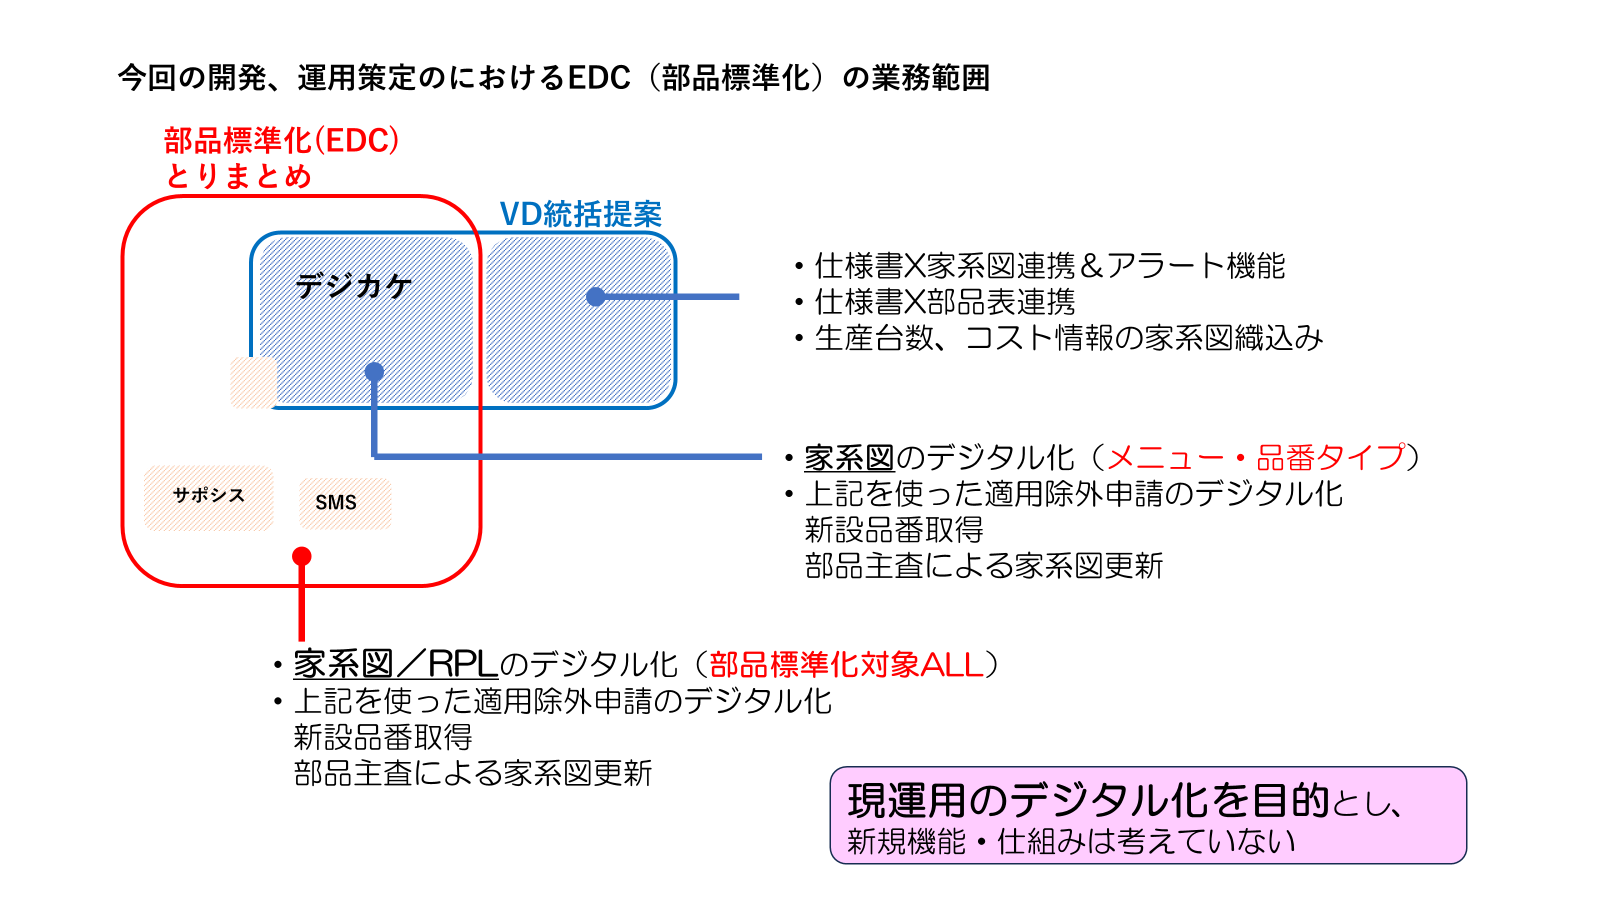 今回の開発、運用策定のにおけるEDC（部品標準化）の業務範囲
部品標準化(EDC)
とりまとめ
VD統括提案
デジカケ
・仕様書X家系図連携＆アラート機能
・仕様書X部品表連携
・生産台数、コスト情報の家系図織込み
・家系図のデジタル化（メニュー・品番タイプ）
・上記を使った適用除外申請のデジタル化
新設品番取得
部品主査による家系図更新
サポシス
SMS
・家系図／RPLのデジタル化（部品標準化対象ALL）
・上記を使った適用除外申請のデジタル化
新設品番取得
部品主査による家系図更新
現運用のデジタル化を目的とし、
新規機能・仕組みは考えていない